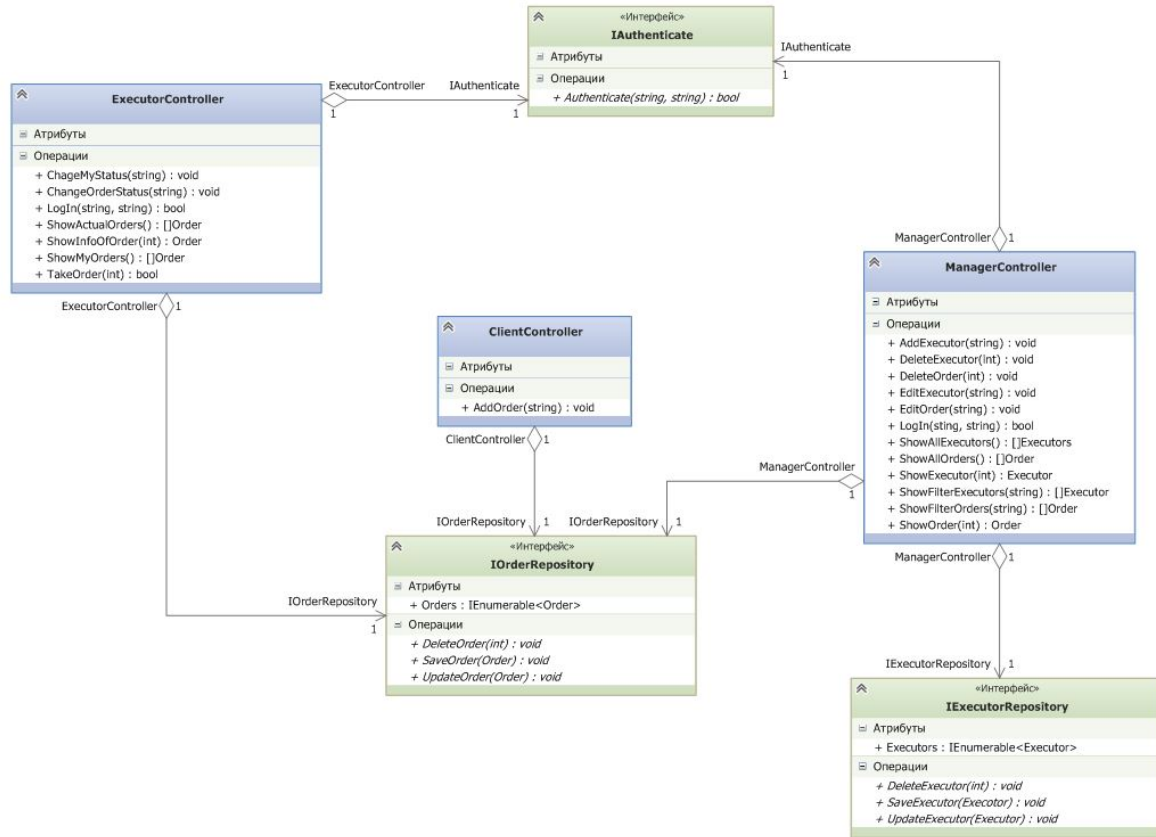 «Интерфейс»
IAuthenticate
Атрибуты
Операции
+ Authenticate(string, string) : bool
IAuthenticate
1
ExecutorController
IAuthenticate
1
1
ExecutorController
Атрибуты
Операции
+ ChageMyStatus(string) : void
+ ChangeOrderStatus(string) : void
+ LogIn(string, string) : bool
+ ShowActualOrders() : []Order
+ ShowInfoOfOrder(int) : Order
+ ShowMyOrders() : []Order
+ TakeOrder(int) : bool
ExecutorController
1
ManagerController
1
ManagerController
Атрибуты
Операции
+ AddExecutor(string) : void
+ DeleteExecutor(int) : void
+ DeleteOrder(int) : void
+ EditExecutor(string) : void
+ EditOrder(string) : void
+ LogIn(sting, string) : bool
+ ShowAllExecutors() : []Executors
+ ShowAllOrders() : []Order
+ ShowExecutor(int) : Executor
+ ShowFilterExecutors(string) : []Executor
+ ShowFilterOrders(string) : []Order
+ ShowOrder(int) : Order
ManagerController
1
ClientController
Атрибуты
Операции
+ AddOrder(string) : void
ClientController
1
ManagerController
1
IOrderRepository
1
IOrderRepository
1
«Интерфейс»
IOrderRepository
Атрибуты
+ Orders : IEnumerable<Order>
Операции
+ DeleteOrder(int) : void
+ SaveOrder(Order) : void
+ UpdateOrder(Order) : void
IOrderRepository
1
IExecutorRepository
1
«Интерфейс»
IExecutorRepository
Атрибуты
+ Executors : IEnumerable<Executor>
Операции
+ DeleteExecutor(int) : void
+ SaveExecutor(Execotor) : void
+ UpdateExecutor(Executor) : void